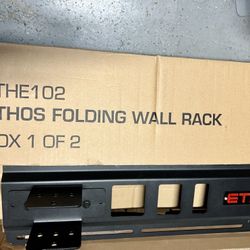 THE102
THOS FOLDING WALL RACK
OX 1 OF 2
ET